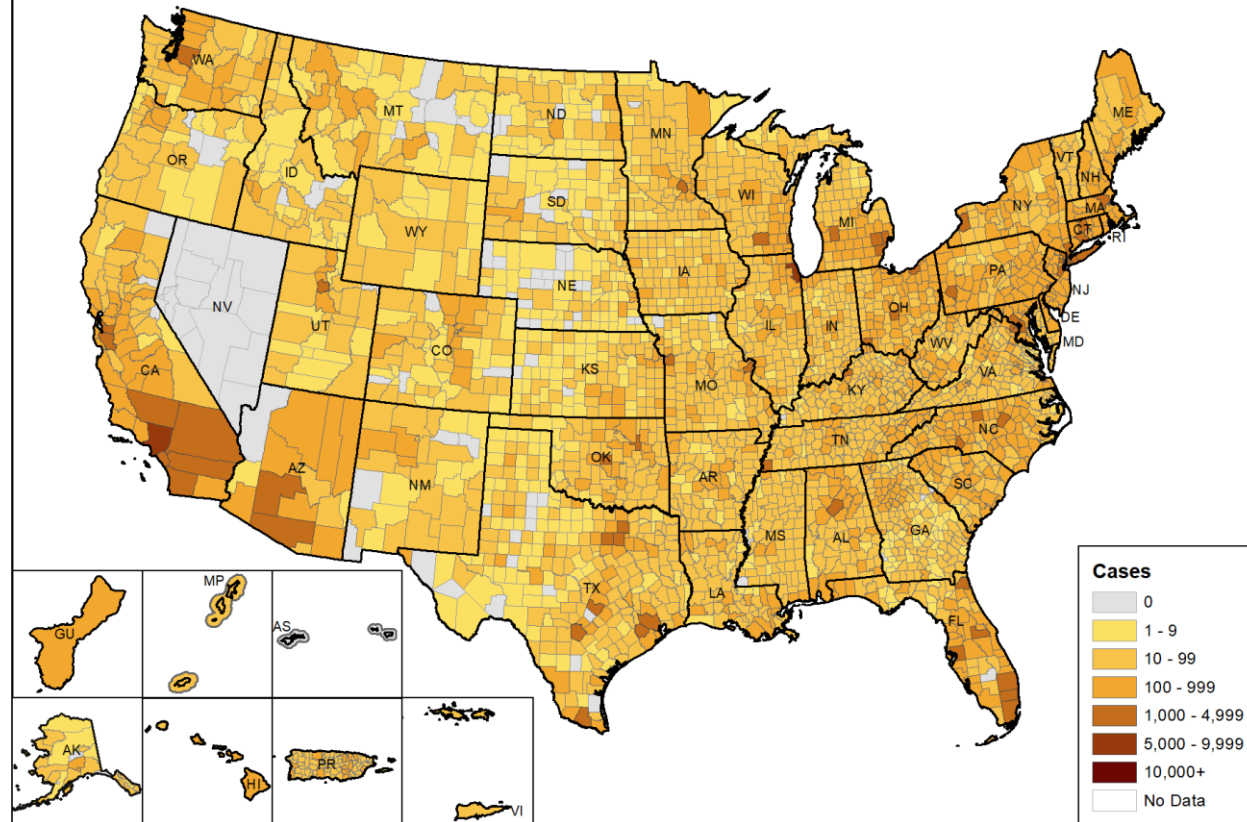 WA
MT
ND
MN
ME
OR
ID
SD
WI
MI
VT
NH
NY
MA
CT
RI
WY
NE
IA
PA
NJ
NV
UT
CO
KS
MO
IL
IN
OH
DE
MD
WV
VA
KY
CA
AZ
NM
OK
AR
TN
NC
SC
MS
AL
GA
TX
LA
FL
GU
MP
AS
AK
HI
PR
VI
Cases
0
1 - 9
10 - 99
100 - 999
1,000 - 4,999
5,000 - 9,999
10,000+
No Data